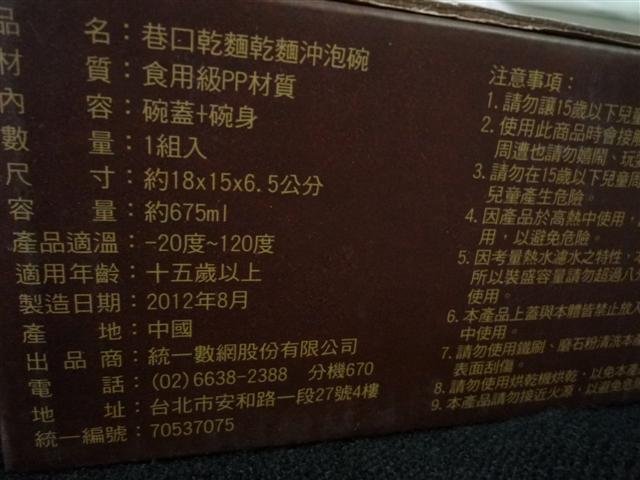 品　名：巷口乾麵乾麵沖泡碗
材　質：食用級PP材質
內　容：碗蓋+碗身
數　量：1組入
尺　寸：約18x15x6.5公分
容　量：約675ml
產品適溫：-20度~120度
適用年齡：十五歲以上
製造日期：2012年8月
產　地：中國
出品商：統一數網股份有限公司
電　話：(02)6638-2388 分機670
地　址：台北市安和路一段27號4樓
統一編號：70537075
注意事項：
1.請勿讓15歲以下兒童
2.使用此商品時會接
周遭也請勿嬉鬧、玩
3.請勿在15歲以下兒童周
兒童產生危險。
4.因產品於高熱中使用，
用，以避免危險。
5.因考量熱水濾水之特性，
所以裝盛容量請勿超過八
使用。
6.本產品上蓋與本體皆禁止放入
中使用。
7.請勿使用鐵刷、磨石粉清洗本產
表面刮傷。
8.請勿使用烘乾機烘乾，以免
9.本產品請勿接近火源，以避免危